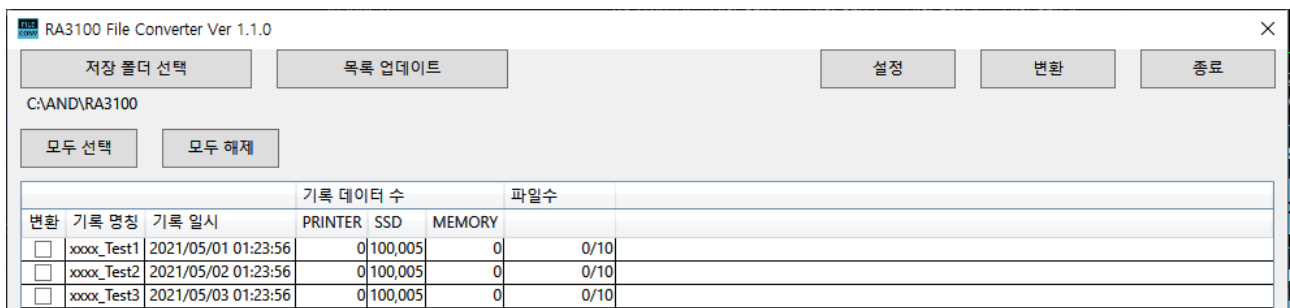 FILE CONV RA3100 File Converter Ver 1.1.0
저장 폴더 선택 목록 업데이트 설정 변환 종료
C:\AND\RA3100
모두 선택 모두 해제
기록 데이터 수 파일수
변환 기록 명칭 기록 일시 PRINTER SSD MEMORY
xxxx_Test1 2021/05/01 01:23:56 0 100,005 0 0/10
xxxx_Test2 2021/05/02 01:23:56 0 100,005 0 0/10
xxxx_Test3 2021/05/03 01:23:56 0 100,005 0 0/10